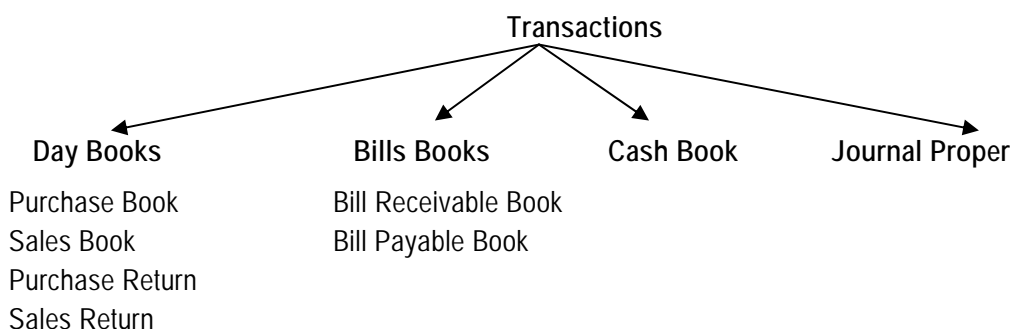 Transactions
Day Books Bills Books Cash Book Journal Proper
Purchase Book Bill Receivable Book
Sales Book Bill Payable Book
Purchase Return
Sales Return